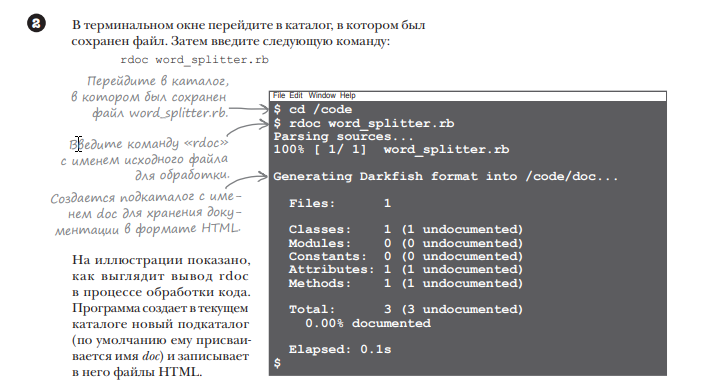 2
В терминальном окне перейдите в каталог, в котором был
сохранен файл. Затем введите следующую команду:
rdoc word_splitter.rb
Перейдите в каталог,
в котором был сохранен
файл word_splitter.rb.
Введите команду «rdoc»
с именем исходного файла
для обработки.
Создается подкаталог с име-
нем doc для хранения доку-
ментации в формате HTML.
На иллюстрации показано,
как выглядит вывод rdoc
в процессе обработки кода.
Программа создает в текущем
каталоге новый подкаталог
(по умолчанию ему присваи-
вается имя doc) и записывает
в него файлы HTML.
File Edit Window Help
$ cd /code
$ rdoc word_splitter.rb
Parsing sources...
100% [ 1/ 1] word_splitter.rb
Generating Darkfish format into /code/doc...
Files: 1
Classes: 1 (1 undocumented)
Modules: 0 (0 undocumented)
Constants: 0 (0 undocumented)
Attributes: 1 (1 undocumented)
Methods: 1 (1 undocumented)
Total: 3 (3 undocumented)
0.00% documented
Elapsed: 0.1s
$